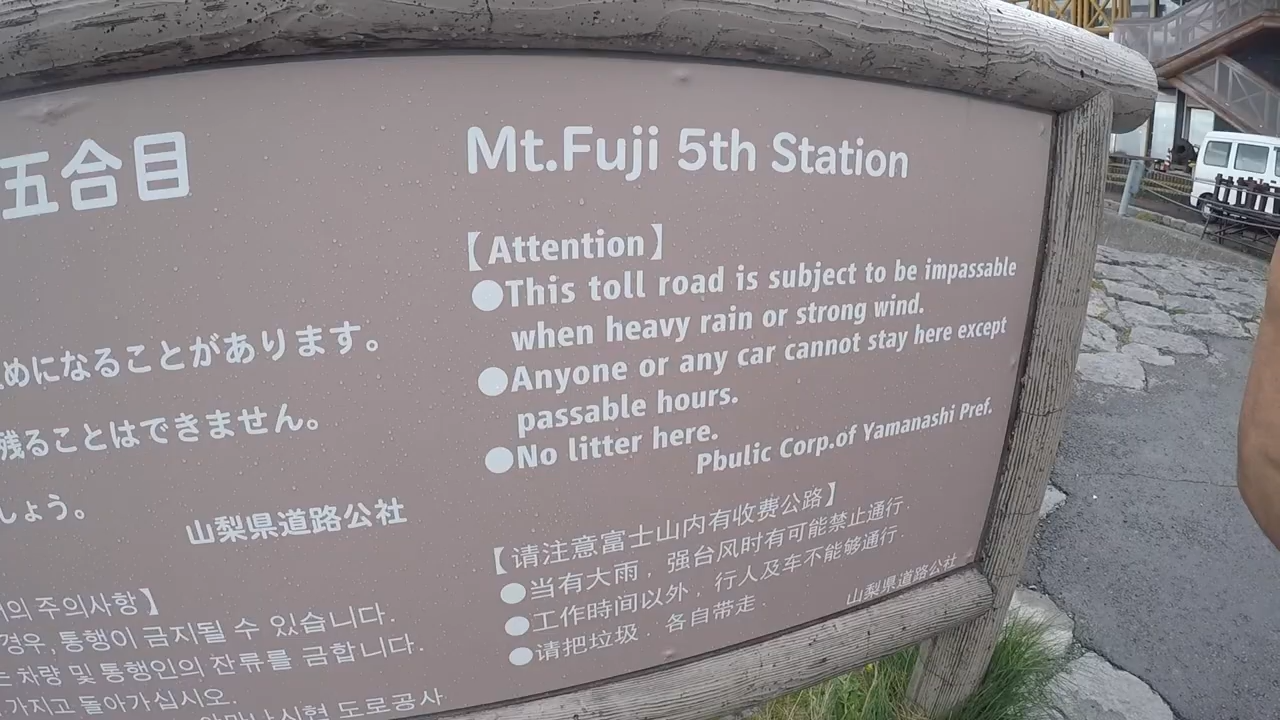 五合目
めになることがあります。
残ることはできません。
しょう。
山梨県道路公社
의 주의사항】
경우, 통행이 금지될 수 있습니다.
차량 및 통행인의 잔류를 금합니다.
가지고 돌아가십시오.
도로공사
Mt.Fuji 5th Station
【Attention】
●This toll road is subject to be impassable
when heavy rain or strong wind.
●Anyone or any car cannot stay here except
passable hours.
●No litter here.
Pbulic Corp.of Yamanashi Pref.
【请注意富士山内有收费公路】
●当有大雨．强台风时有可能禁止通行．
●工作時间以外．行人及车不能够通行．
●请把垃圾．各自带走．
山梨県道路公社